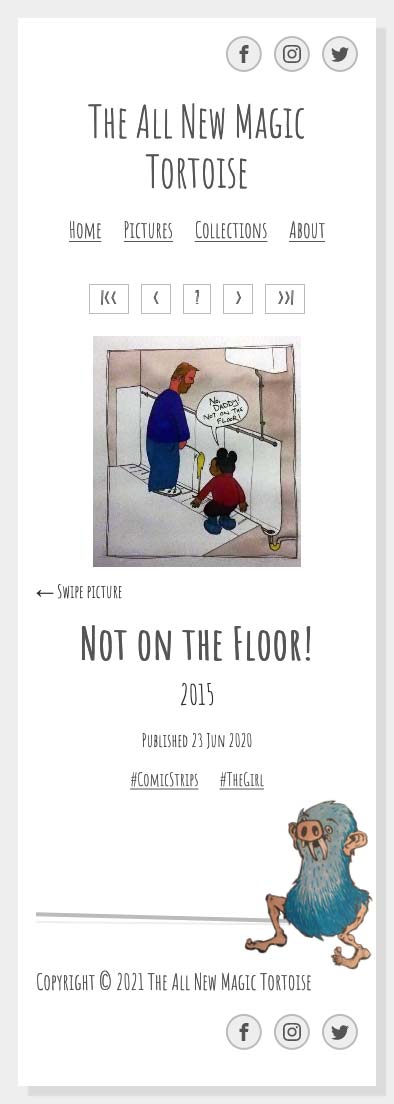 The All New Magic
Tortoise
Home Pictures Collections About
|<< < ? > >>|
No,
Daddy!
Not on the
floor!
← Swipe picture
Not on the Floor!
2015
Published 23 Jun 2020
#ComicStrips #TheGirl
Copyright © 2021 The All New Magic Tortoise